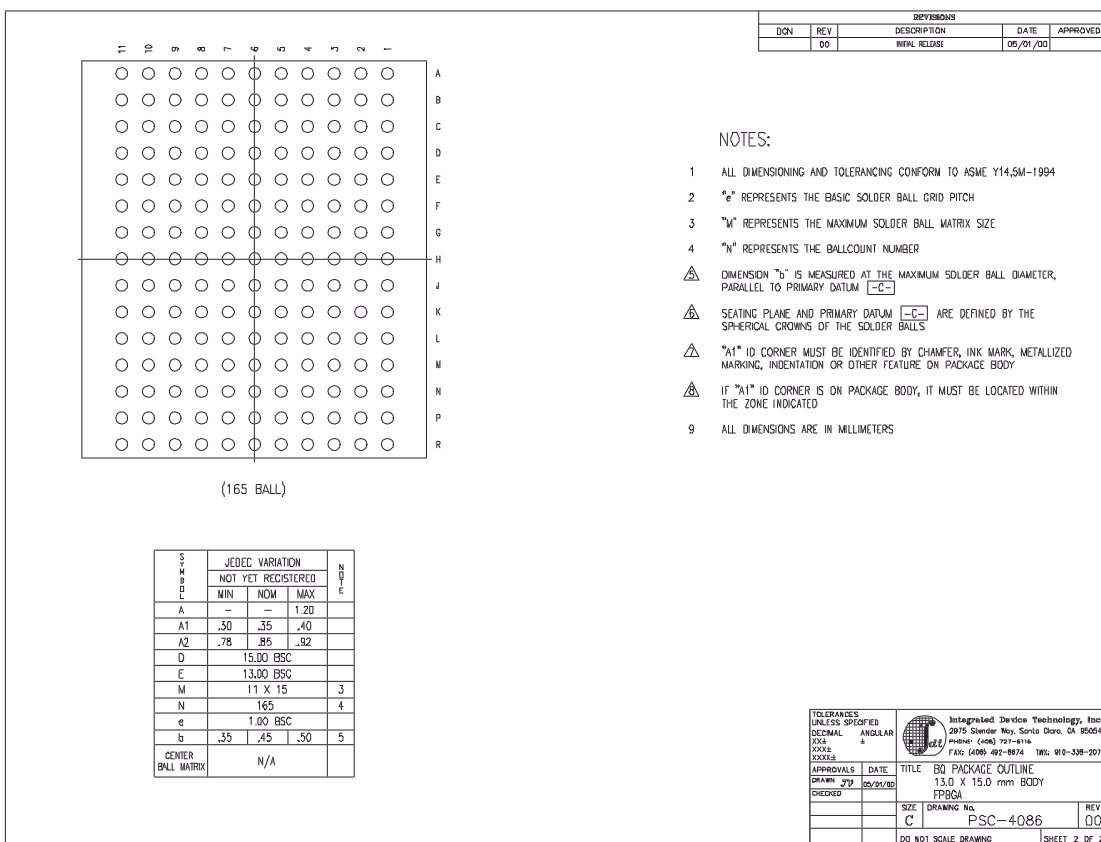 REVISIONS
DCN REV DESCRIPTION DATE APPROVED
00 INITIAL RELEASE 05/01/00
11 10 9 8 7 6 5 4 3 2 1
A
B
C
D
E
F
G
H
J
K
L
M
N
P
R
(165 BALL)
NOTES:
1 ALL DIMENSIONING AND TOLERANCING CONFORM TO ASME Y14.5M-1994
2 "e" REPRESENTS THE BASIC SOLDER BALL GRID PITCH
3 "M" REPRESENTS THE MAXIMUM SOLDER BALL MATRIX SIZE
4 "N" REPRESENTS THE BALLCOUNT NUMBER
5 DIMENSION "b" IS MEASURED AT THE MAXIMUM SOLDER BALL DIAMETER,
PARALLEL TO PRIMARY DATUM -C-
6 SEATING PLANE AND PRIMARY DATUM -C- ARE DEFINED BY THE
SPHERICAL CROWNS OF THE SOLDER BALLS
7 "A1" ID CORNER MUST BE IDENTIFIED BY CHAMFER, INK MARK, METALLIZED
MARKING, INDENTATION OR OTHER FEATURE ON PACKAGE BODY
8 IF "A1" ID CORNER IS ON PACKAGE BODY, IT MUST BE LOCATED WITHIN
THE ZONE INDICATED
9 ALL DIMENSIONS ARE IN MILLIMETERS
SYMBOL JEDEC VARIATION NOTE
NOT YET REGISTERED
MIN NOM MAX
A – – 1.20
A1 .30 .35 .40
A2 .78 .85 .92
D 15.00 BSC
E 13.00 BSC
M 11 X 15 3
N 165 4
e 1.00 BSC
b .35 .45 .50 5
CENTER
BALL MATRIX N/A
TOLERANCES
UNLESS SPECIFIED
DECIMAL ANGULAR
XX± ±
XXX±
XXXX±
idt
Integrated Device Technology, Inc
2975 Stender Way, Santa Clara, CA 95054
PHONE: (408) 727-6116
FAX: (408) 492-8674 TWX: 910-338-207
APPROVALS DATE
DRAWN 05/01/00
CHECKED
TITLE BQ PACKAGE OUTLINE
13.0 X 15.0 mm BODY
FPBGA
SIZE DRAWING No. REV
C PSC-4086 00
DO NOT SCALE DRAWING SHEET 2 OF 2